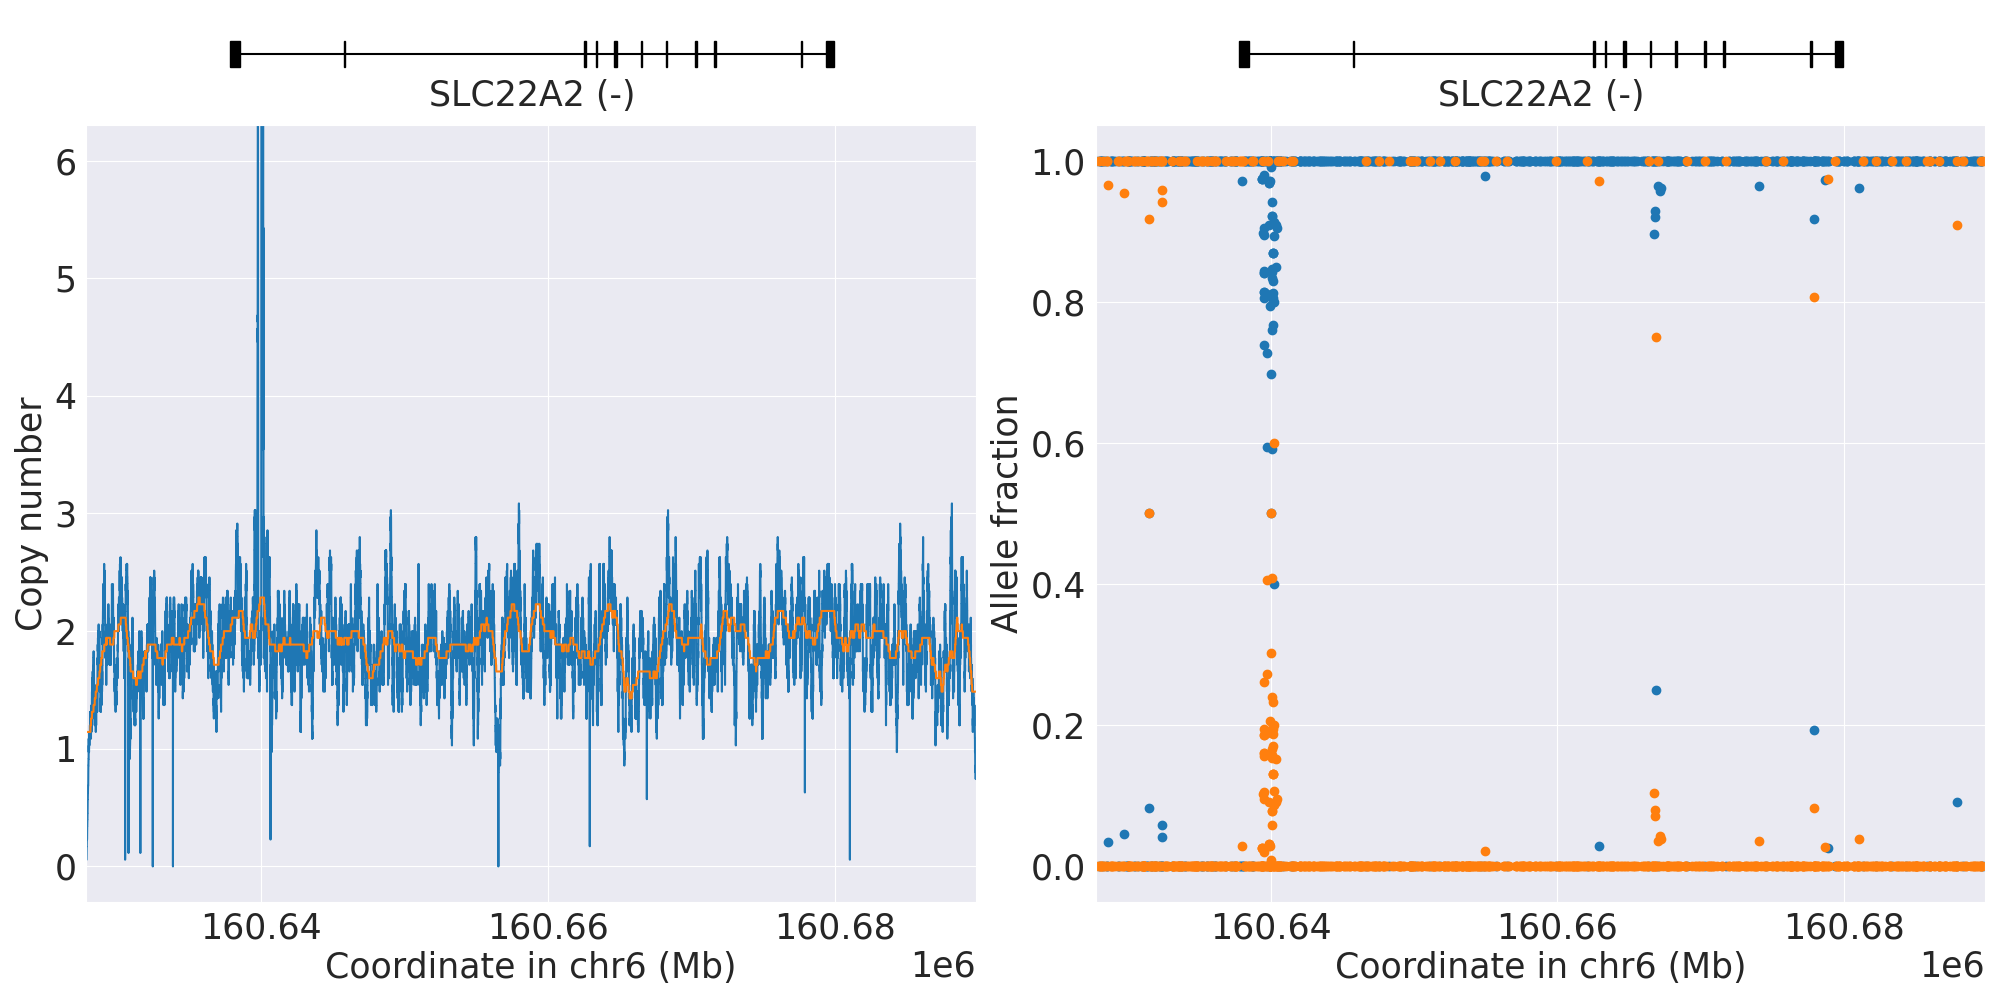 SLC22A2 (-)
6
5
4
3
2
1
0
Copy number
160.64 160.66 160.68
Coordinate in chr6 (Mb) 1e6
SLC22A2 (-)
1.0
0.8
0.6
0.4
0.2
0.0
Allele fraction
160.64 160.66 160.68
Coordinate in chr6 (Mb) 1e6